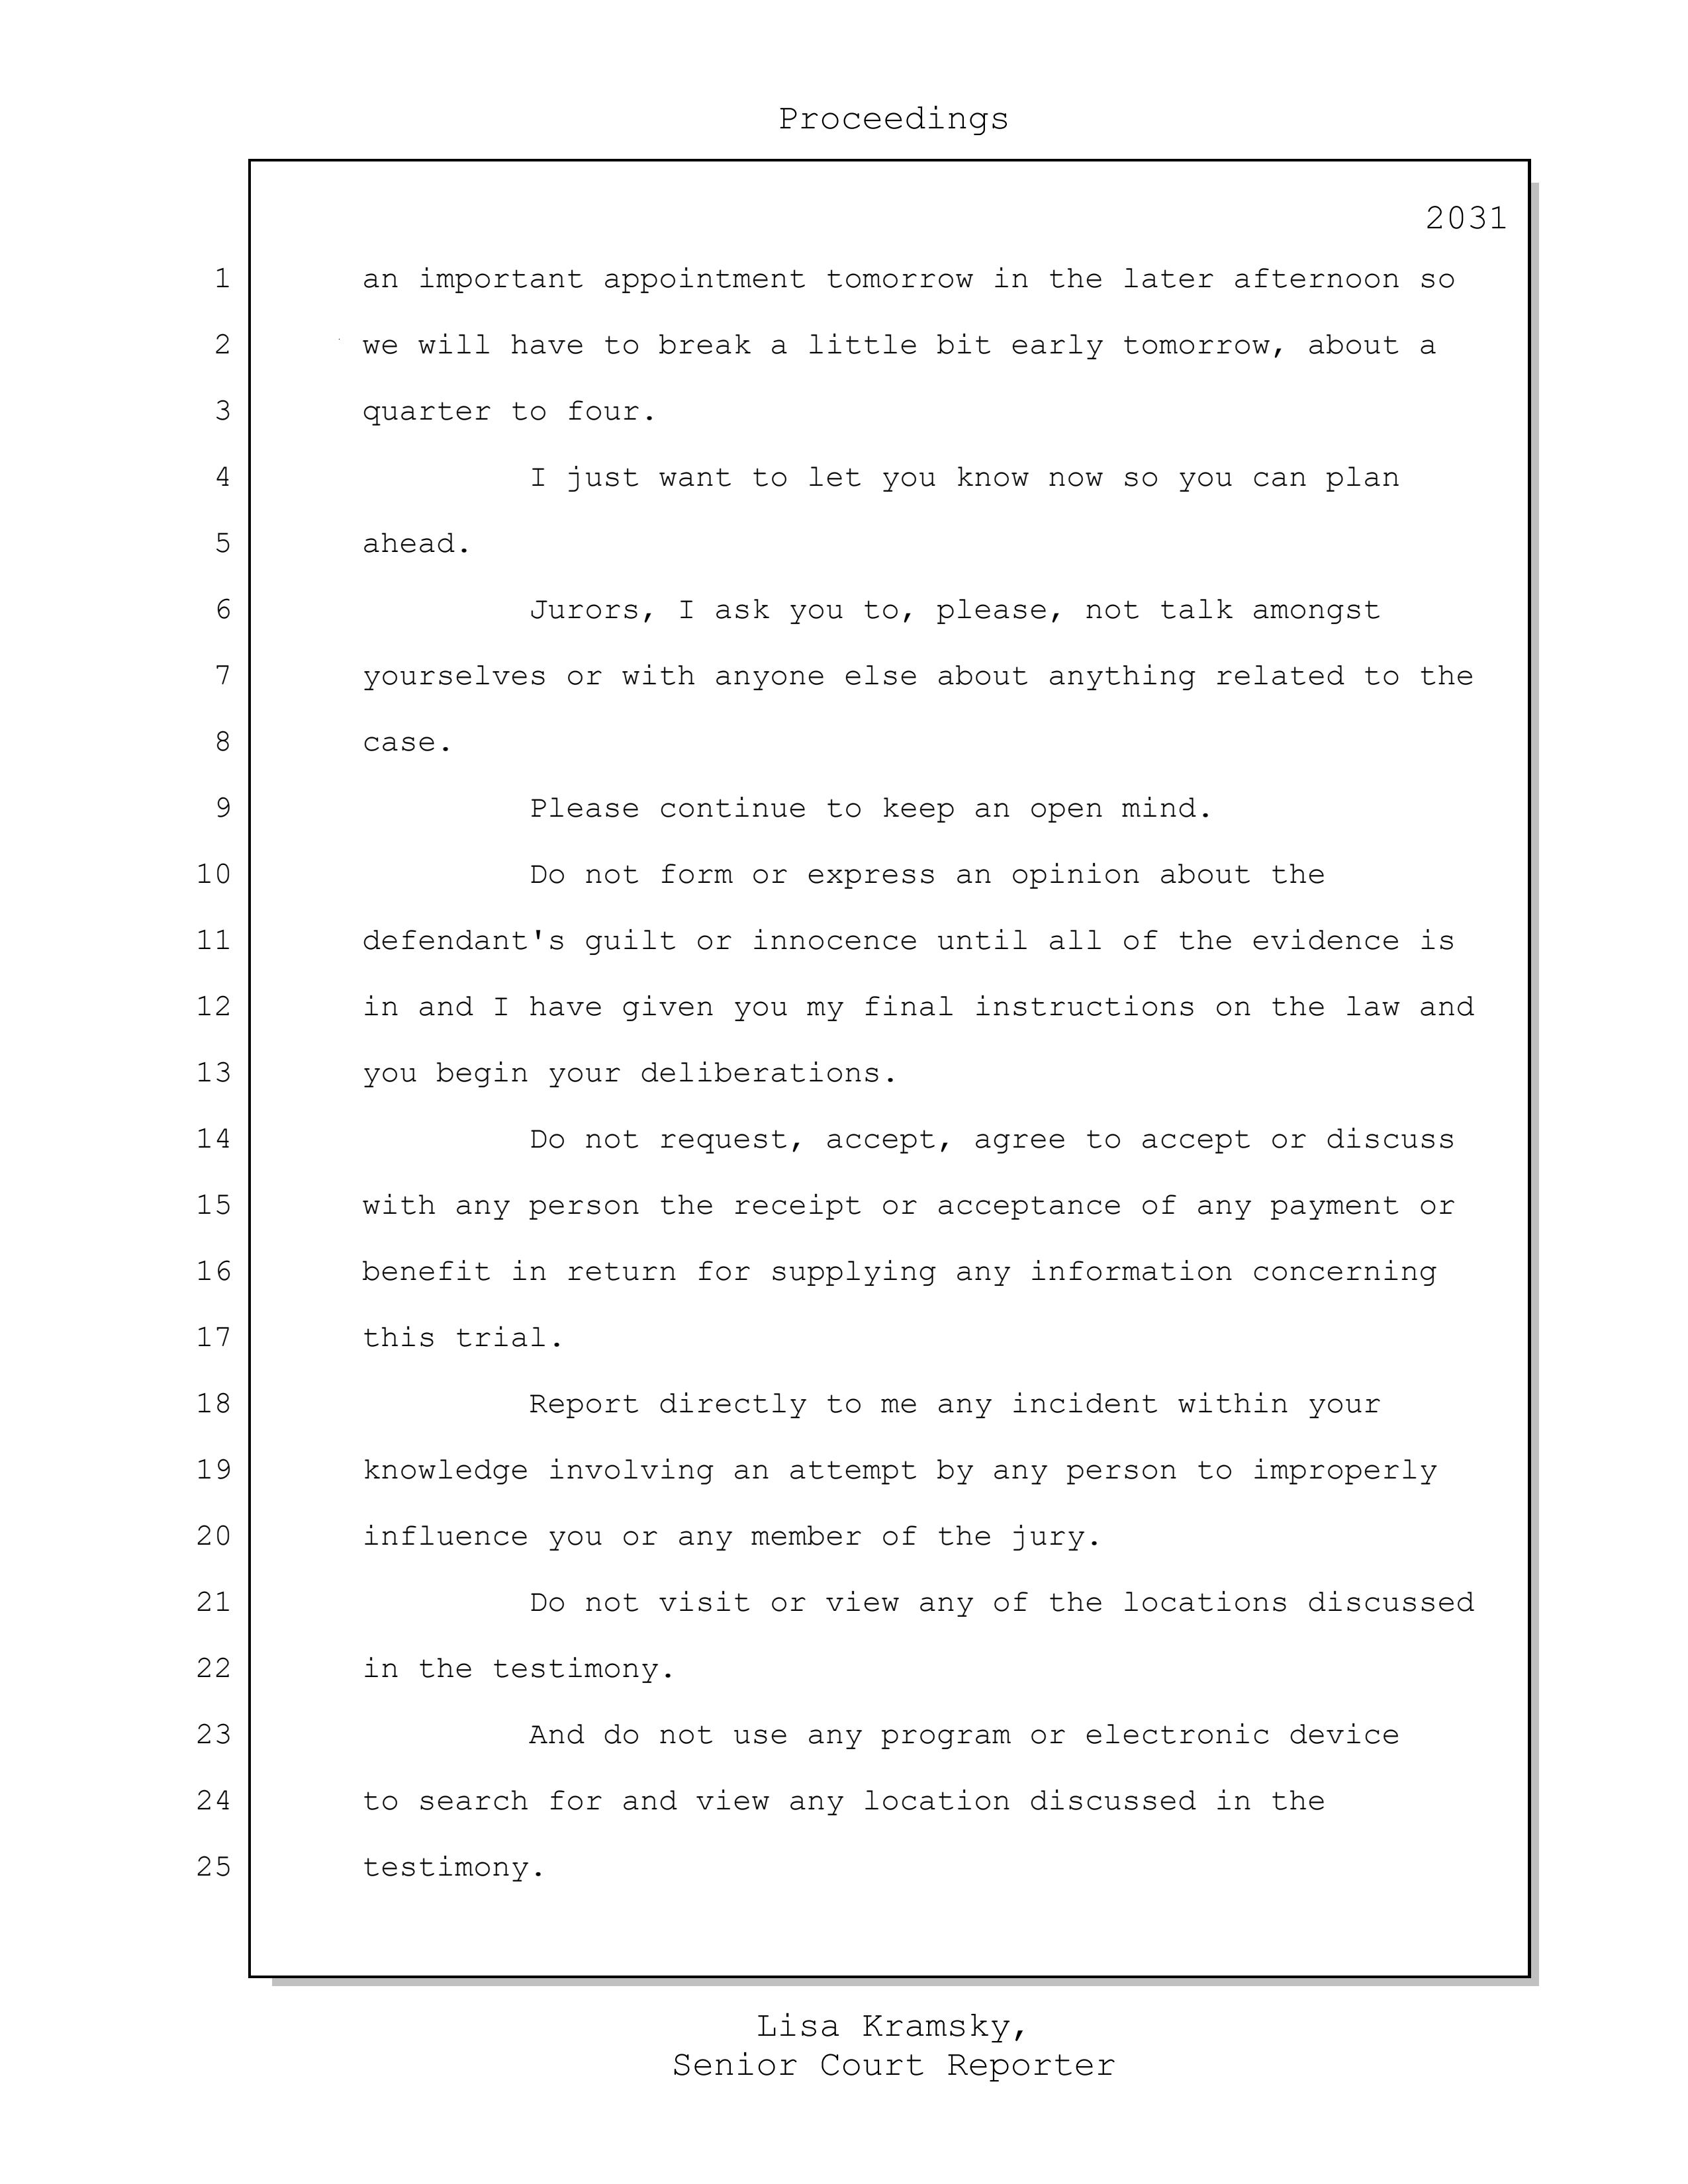 Proceedings
2031
1 an important appointment tomorrow in the later afternoon so
2 we will have to break a little bit early tomorrow, about a
3 quarter to four.
4 I just want to let you know now so you can plan
5 ahead.
6 Jurors, I ask you to, please, not talk amongst
7 yourselves or with anyone else about anything related to the
8 case.
9 Please continue to keep an open mind.
10 Do not form or express an opinion about the
11 defendant's guilt or innocence until all of the evidence is
12 in and I have given you my final instructions on the law and
13 you begin your deliberations.
14 Do not request, accept, agree to accept or discuss
15 with any person the receipt or acceptance of any payment or
16 benefit in return for supplying any information concerning
17 this trial.
18 Report directly to me any incident within your
19 knowledge involving an attempt by any person to improperly
20 influence you or any member of the jury.
21 Do not visit or view any of the locations discussed
22 in the testimony.
23 And do not use any program or electronic device
24 to search for and view any location discussed in the
25 testimony.
Lisa Kramsky,
Senior Court Reporter